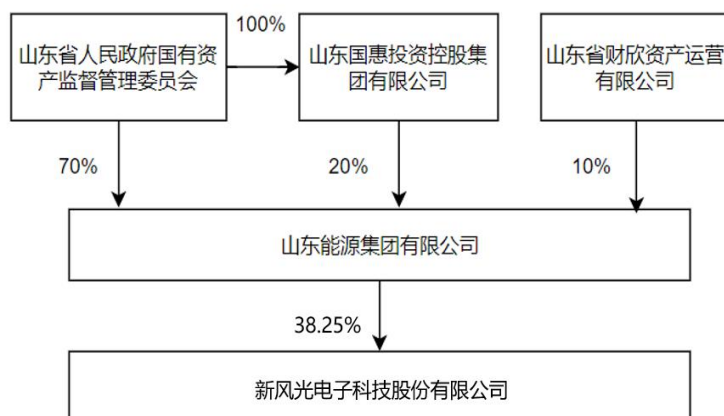 100%
山东省人民政府国有资
产监督管理委员会
山东国惠投资控股集
团有限公司
山东省财欣资产运营
有限公司
70%
20%
10%
山东能源集团有限公司
38.25%
新风光电子科技股份有限公司